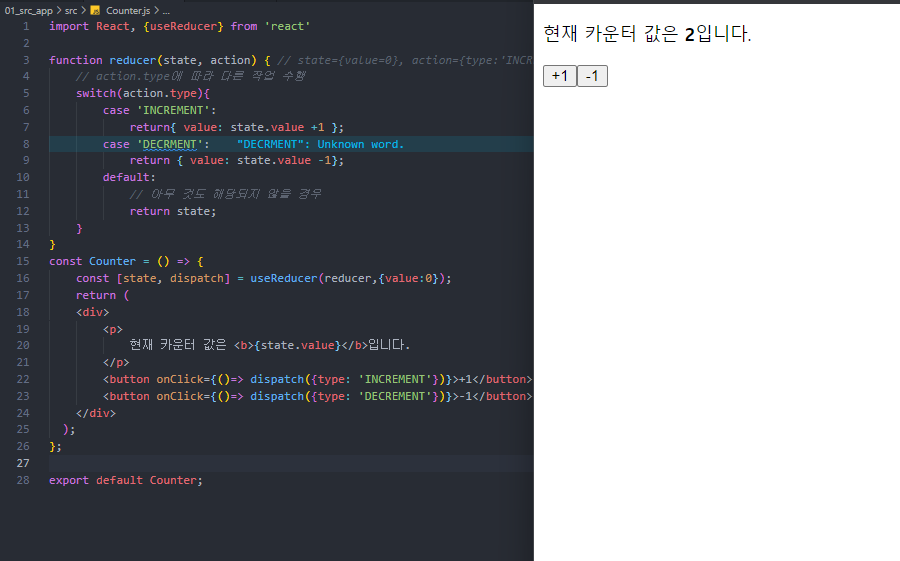 01_src_app > src > JS Counter.js > ...
1 import React, {useReducer} from 'react'
2
3 function reducer(state, action) { // state={value=0}, action={type:'INCR
4 // action.type에 따라 다른 작업 수행
5 switch(action.type){
6 case 'INCREMENT':
7 return{ value: state.value +1 };
8 case 'DECRMENT': "DECRMENT": Unknown word.
9 return { value: state.value -1};
10 default:
11 // 아무 것도 해당되지 않을 경우
12 return state;
13 }
14 }
15 const Counter = () => {
16 const [state, dispatch] = useReducer(reducer,{value:0});
17 return (
18 <div>
19 <p>
20 현재 카운터 값은 <b>{state.value}</b>입니다.
21 </p>
22 <button onClick={()=> dispatch({type: 'INCREMENT'})}>+1</button>
23 <button onClick={()=> dispatch({type: 'DECREMENT'})}>-1</button>
24 </div>
25 );
26 };
27
28 export default Counter;
현재 카운터 값은 2입니다.
+1 -1